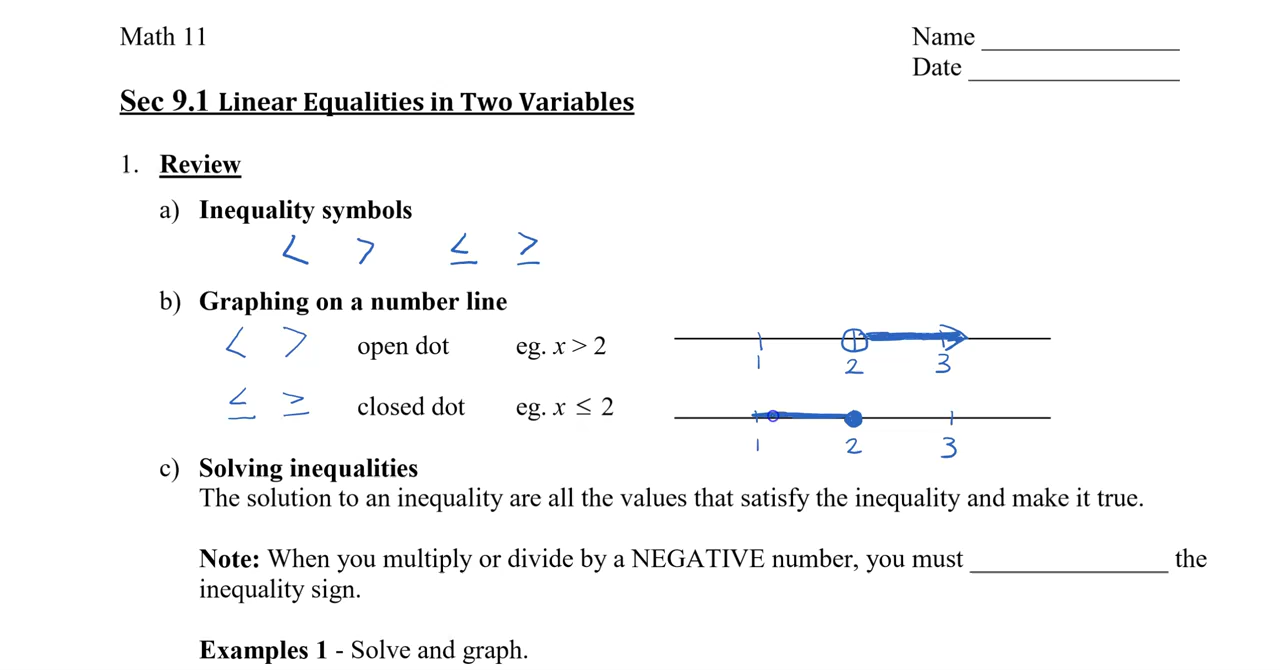 Math 11
Name ____________
Date ____________
Sec 9.1 Linear Equalities in Two Variables
1. Review
a) Inequality symbols
< > ≤ ≥
b) Graphing on a number line
< > open dot eg. x > 2
1 2 3
≤ ≥ closed dot eg. x ≤ 2
1 2 3
c) Solving inequalities
The solution to an inequality are all the values that satisfy the inequality and make it true.
Note: When you multiply or divide by a NEGATIVE number, you must ____________ the
inequality sign.
Examples 1 - Solve and graph.